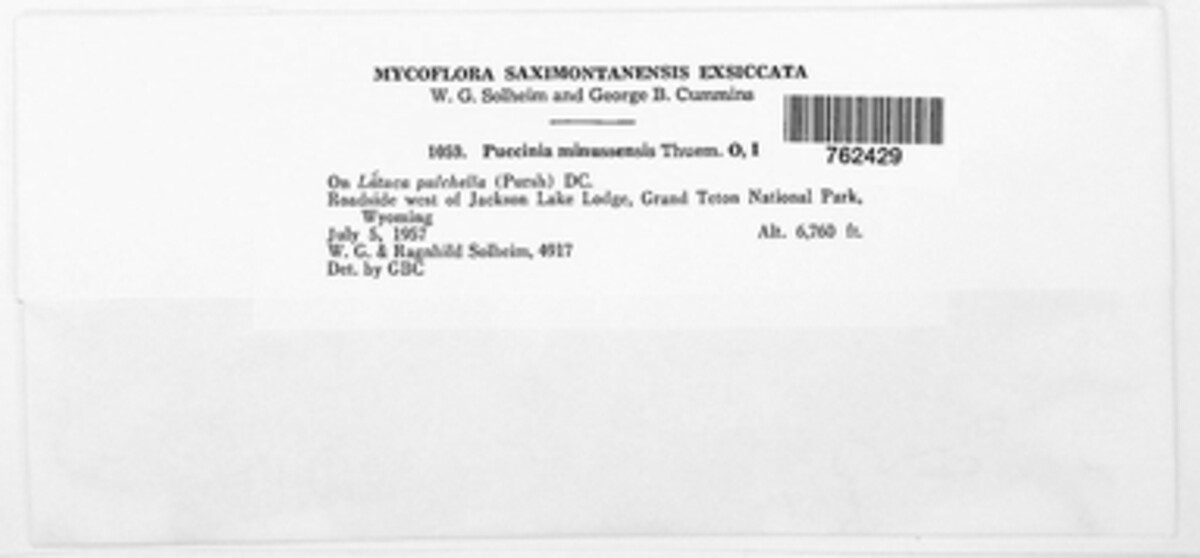 MYCOFLORA SAXIMONTANENSIS EXSICCATA
W. G. Solheim and George B. Cummins
762429
1053. Puccinia minussensis Thuem. O, I
On Látuca pulchella (Pursh) DC.
Roadside west of Jackson Lake Lodge, Grand Teton National Park,
Wyoming
July 5, 1957 Alt. 6,760 ft.
W. G. & Ragnhild Solheim, 4917
Det. by GBC